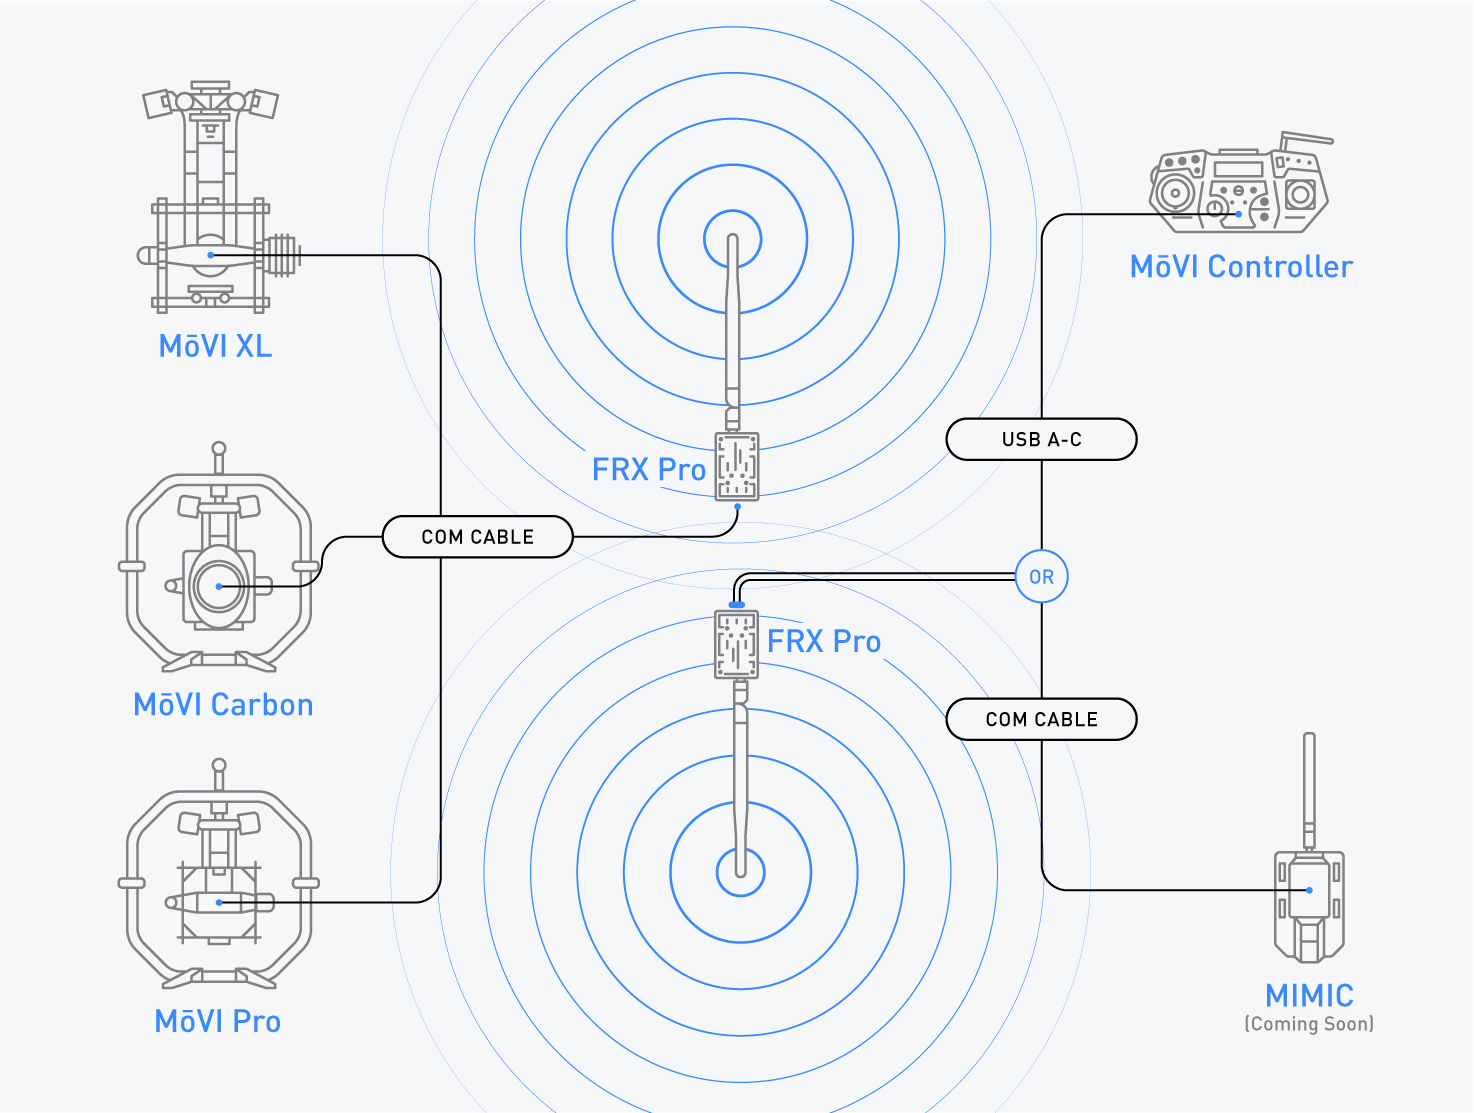 MōVI XL
MōVI Controller
USB A-C
FRX Pro
COM CABLE
OR
FRX Pro
MōVI Carbon
COM CABLE
MōVI Pro
MIMIC
(Coming Soon)